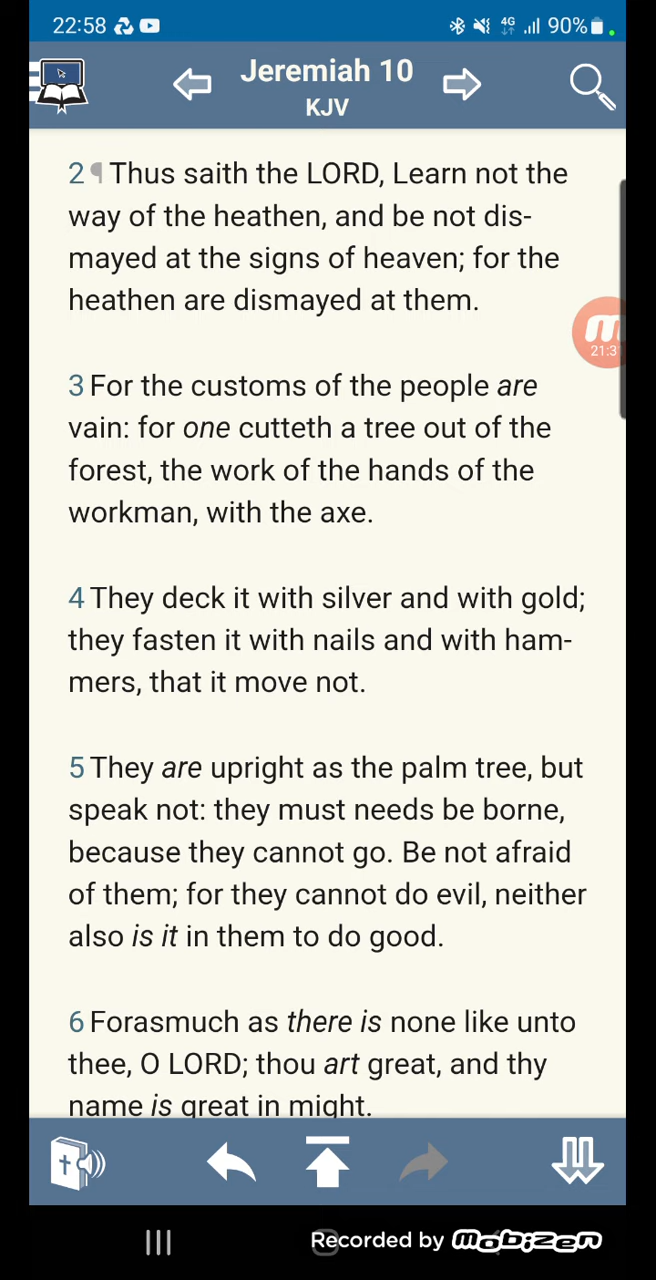 22:58 4G 90%
Jeremiah 10
KJV
2 ¶ Thus saith the LORD, Learn not the
way of the heathen, and be not dis-
mayed at the signs of heaven; for the
heathen are dismayed at them.
21:31
3 For the customs of the people are
vain: for one cutteth a tree out of the
forest, the work of the hands of the
workman, with the axe.
4 They deck it with silver and with gold;
they fasten it with nails and with ham-
mers, that it move not.
5 They are upright as the palm tree, but
speak not: they must needs be borne,
because they cannot go. Be not afraid
of them; for they cannot do evil, neither
also is it in them to do good.
6 Forasmuch as there is none like unto
thee, O LORD; thou art great, and thy
name is great in might.
Recorded by mobizen